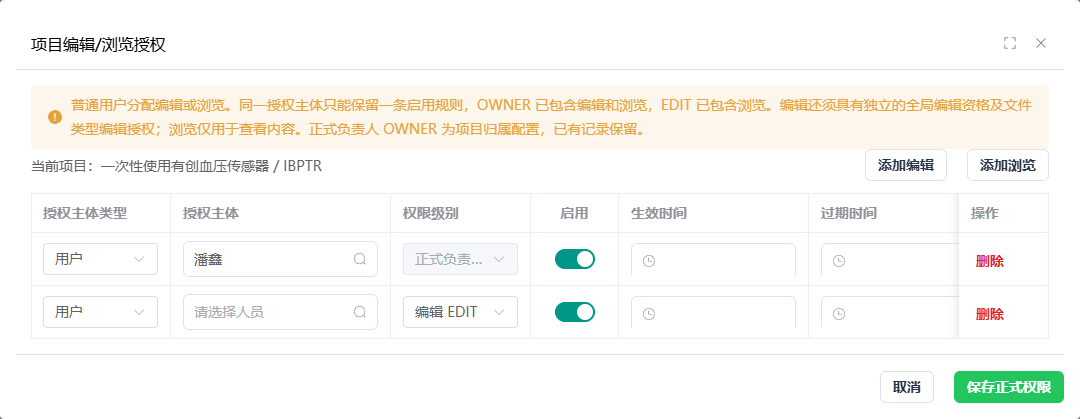 项目编辑/浏览授权
普通用户分配编辑或浏览。同一授权主体只能保留一条启用规则，OWNER 已包含编辑和浏览，EDIT 已包含浏览。编辑还须具有独立的全局编辑资格及文件
类型编辑授权；浏览仅用于查看内容。正式负责人 OWNER 为项目归属配置，已有记录保留。
当前项目：一次性使用有创血压传感器 / IBPTR 添加编辑 添加浏览
授权主体类型 授权主体 权限级别 启用 生效时间 过期时间 操作
用户 潘鑫 正式负责... 删除
用户 请选择人员 编辑 EDIT 删除
取消 保存正式权限